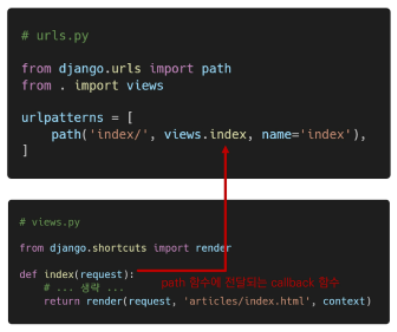 # urls.py
from django.urls import path
from . import views
urlpatterns = [
    path('index/', views.index, name='index'),
]
# views.py
from django.shortcuts import render
def index(request):
path 함수에 전달되는 callback 함수
    # ... 생략 ...
    return render(request, 'articles/index.html', context)